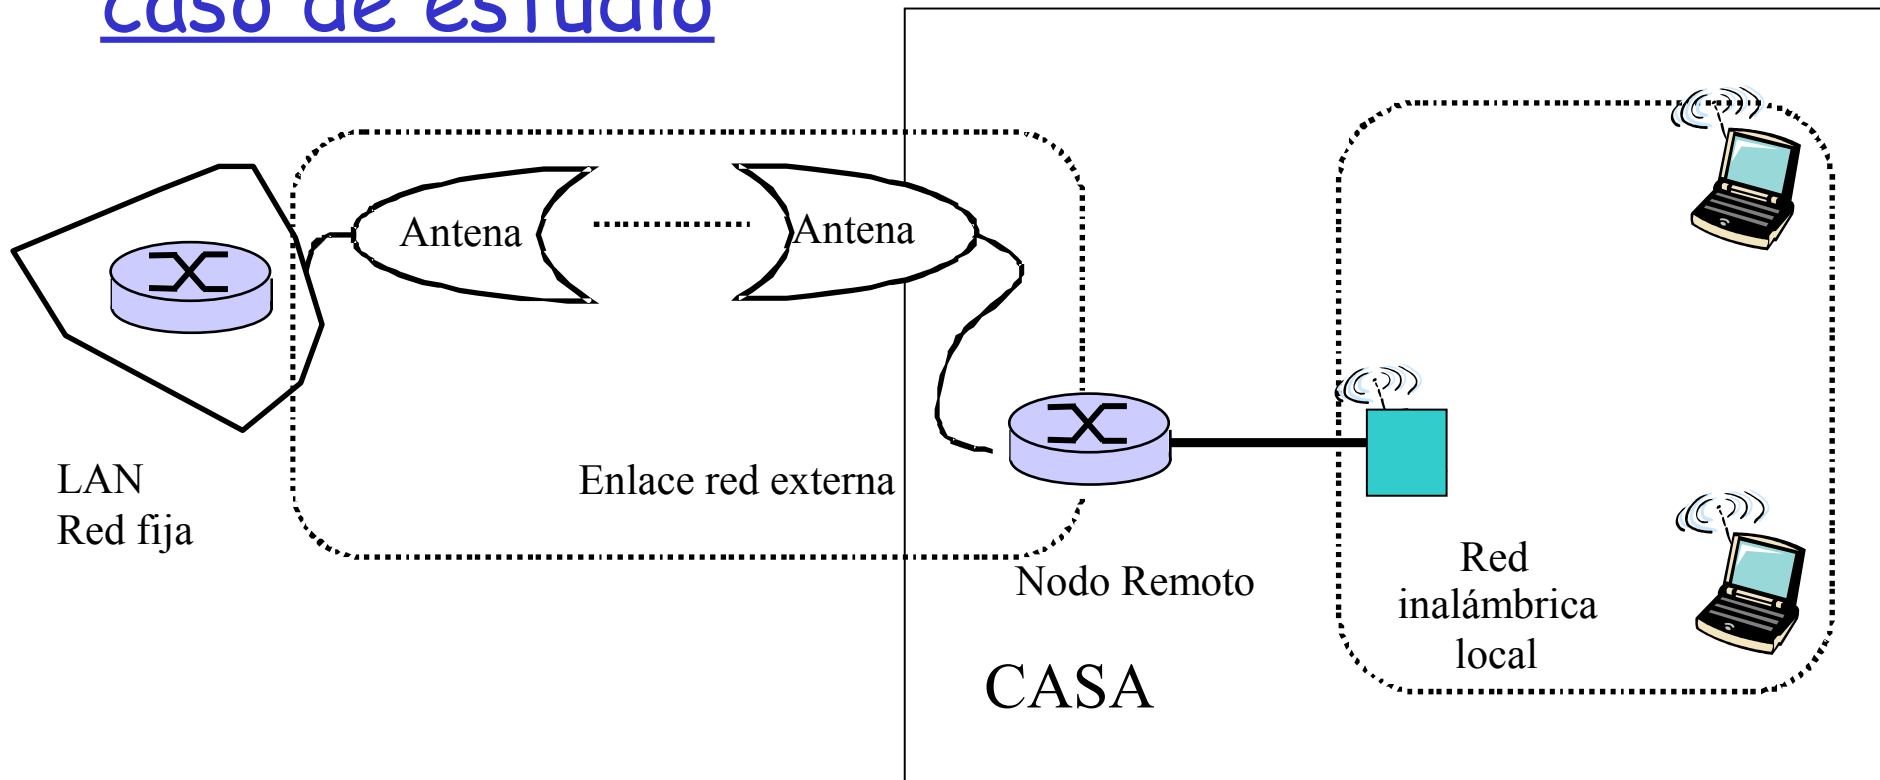 caso de estudio
Antena
Antena
LAN
Red fija
Enlace red externa
Nodo Remoto
Red
inalámbrica
local
CASA